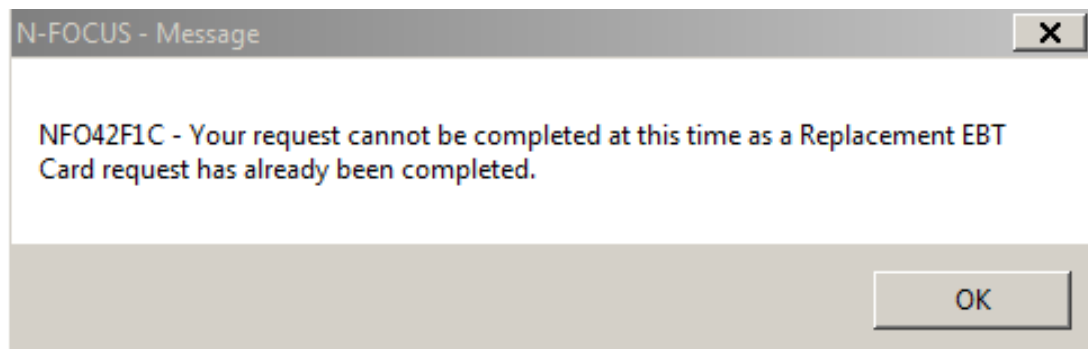 N-FOCUS - Message
NFO42F1C - Your request cannot be completed at this time as a Replacement EBT
Card request has already been completed.
OK